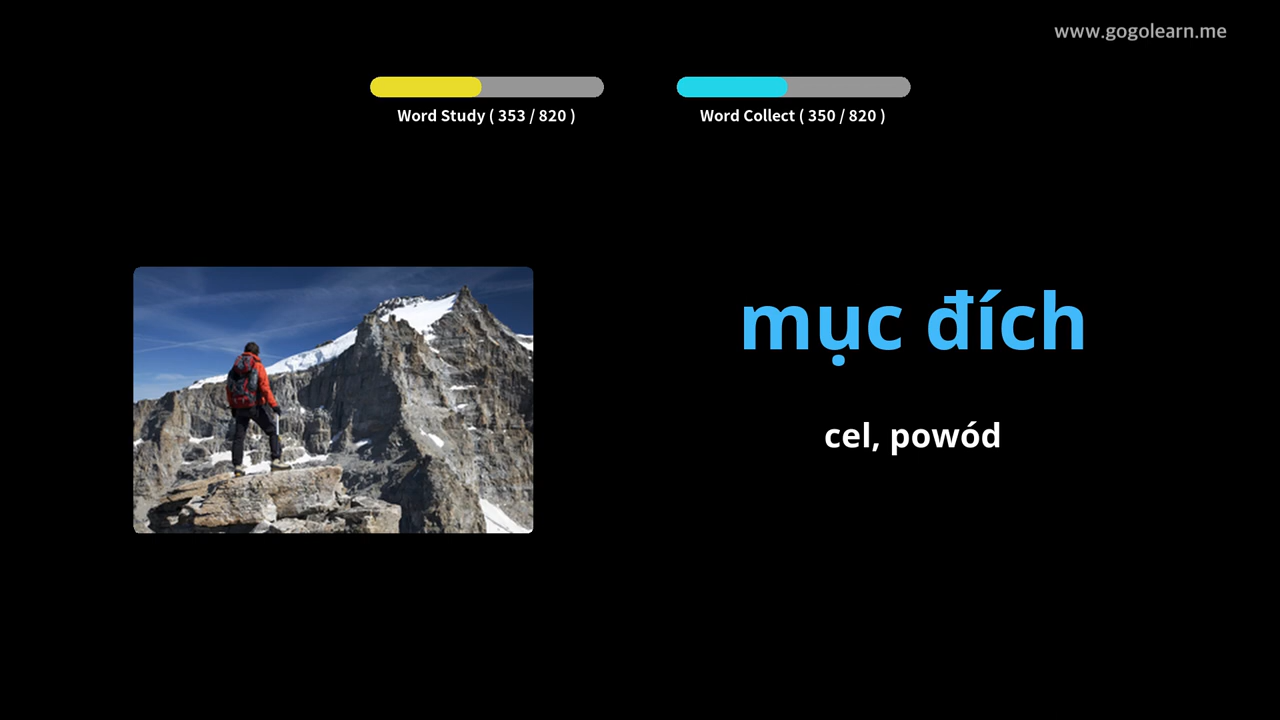 www.gogolearn.me
Word Study ( 353 / 820 )
Word Collect ( 350 / 820 )
mục đích
cel, powód